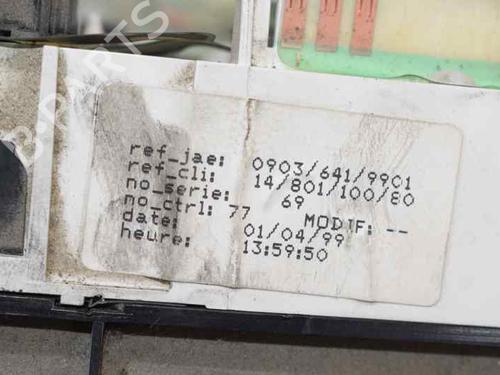 B-PARTS
ref_jae: 0903/641/9901
ref_cli: 14/801/100/80
no_serie: 69
no_ctrl: 77 MODIF: --
date: 01/04/99
heure: 13:59:50